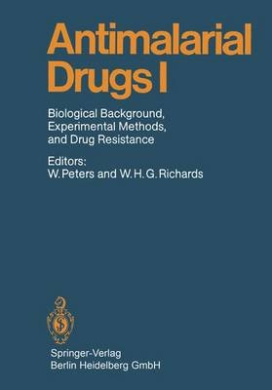 Antimalarial
Drugs I
Biological Background,
Experimental Methods,
and Drug Resistance
Editors:
W. Peters and W. H. G. Richards
Springer-Verlag
Berlin Heidelberg GmbH